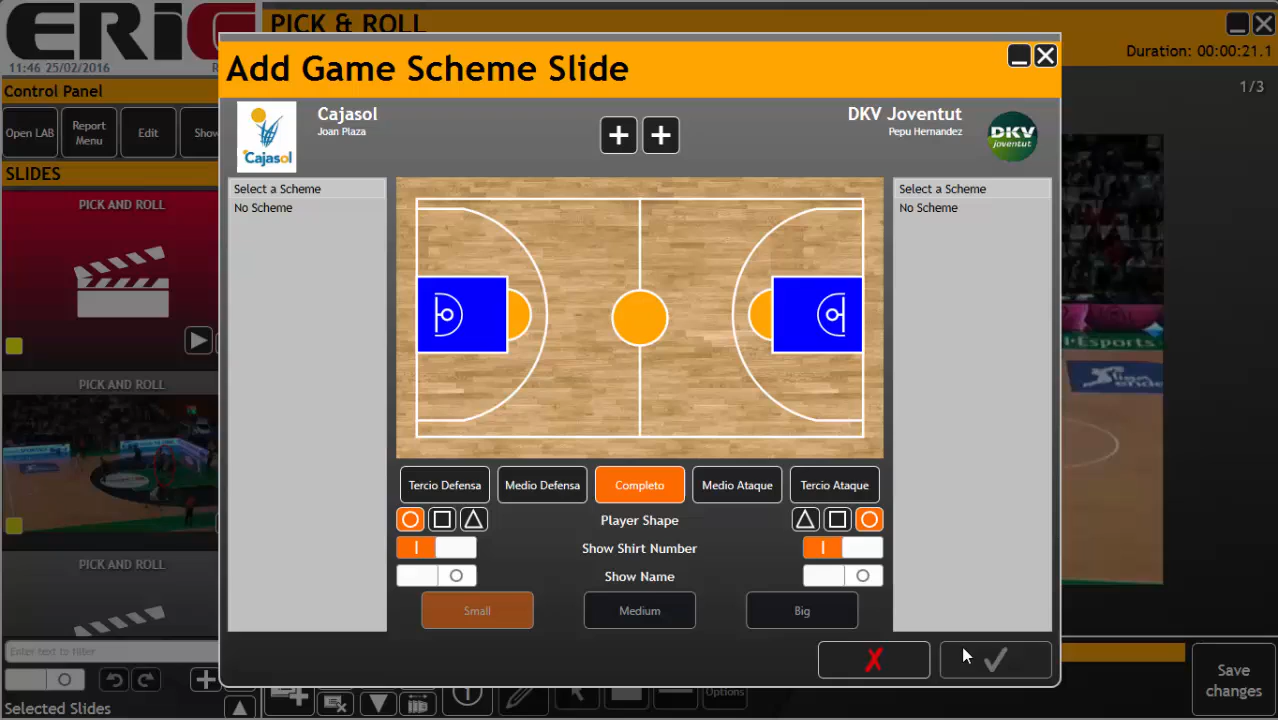 ERIC
PICK & ROLL
11:46 25/02/2016
Duration: 00:00:21.1
Control Panel
1/3
Open LAB
Report
Menu
Edit
Show
SLIDES
PICK AND ROLL
PICK AND ROLL
PICK AND ROLL
Enter text to filter
Selected Slides
Add Game Scheme Slide
Cajasol
Joan Plaza
Cajasol
DKV Joventut
Pepu Hernandez
DKV
joventut
Select a Scheme
No Scheme
Select a Scheme
No Scheme
Tercio Defensa
Medio Defensa
Completo
Medio Ataque
Tercio Ataque
Player Shape
Show Shirt Number
Show Name
Small
Medium
Big
Options
Save
changes